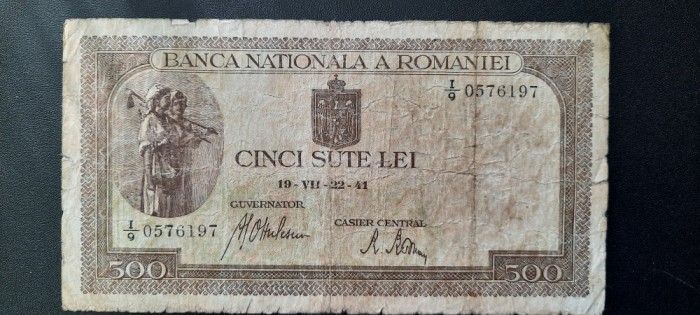 BANCA NATIONALA A ROMANIEI
I/9 0576197
CINCI SUTE LEI
19-VII-22-41
GUVERNATOR
CASIER CENTRAL
I/9 0576197
500
500